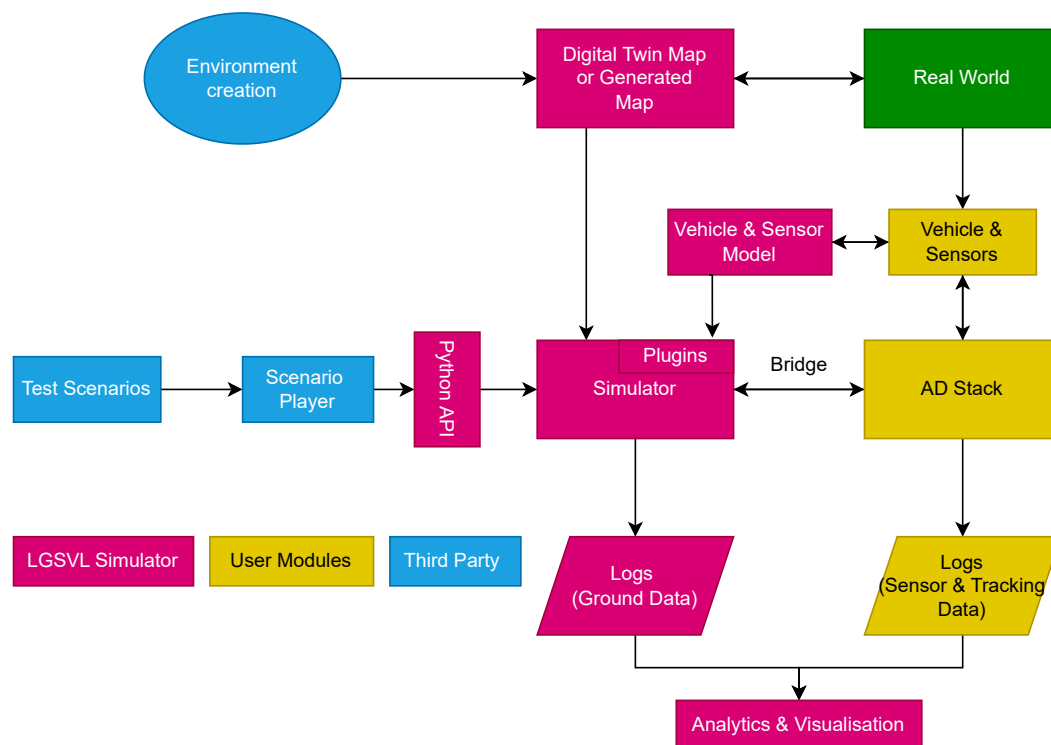 Environment
creation
Digital Twin Map
or Generated
Map
Real World
Vehicle & Sensor
Model
Vehicle &
Sensors
Test Scenarios
Scenario
Player
Python API
Plugins
Simulator
Bridge
AD Stack
LGSVL Simulator
User Modules
Third Party
Logs
(Ground Data)
Logs
(Sensor & Tracking
Data)
Analytics & Visualisation